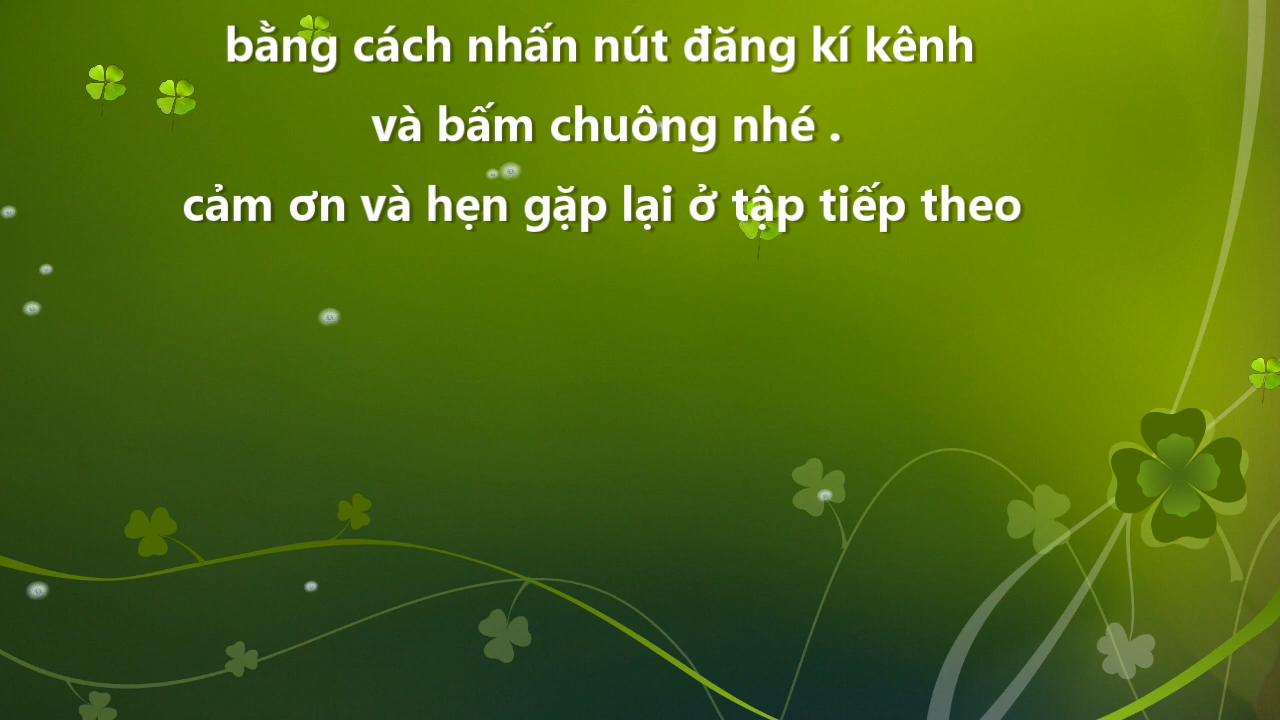 bằng cách nhấn nút đăng kí kênh
và bấm chuông nhé .
cảm ơn và hẹn gặp lại ở tập tiếp theo